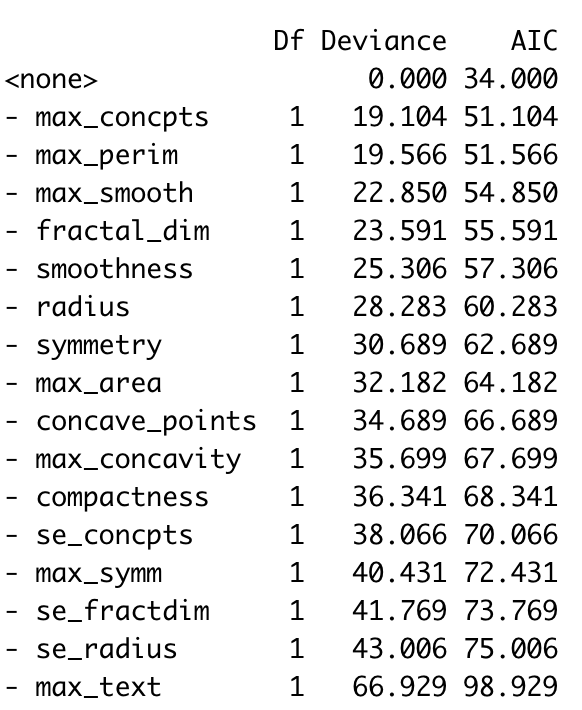 Df Deviance AIC
<none> 0.000 34.000
- max_concpts 1 19.104 51.104
- max_perim 1 19.566 51.566
- max_smooth 1 22.850 54.850
- fractal_dim 1 23.591 55.591
- smoothness 1 25.306 57.306
- radius 1 28.283 60.283
- symmetry 1 30.689 62.689
- max_area 1 32.182 64.182
- concave_points 1 34.689 66.689
- max_concavity 1 35.699 67.699
- compactness 1 36.341 68.341
- se_concpts 1 38.066 70.066
- max_symm 1 40.431 72.431
- se_fractdim 1 41.769 73.769
- se_radius 1 43.006 75.006
- max_text 1 66.929 98.929